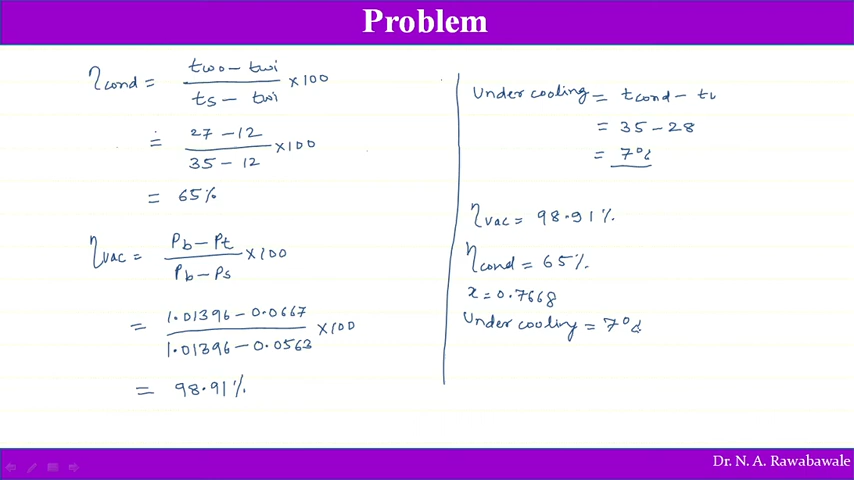 Problem
ηcond = two - twi / ts - twi × 100
= 27 - 12 / 35 - 12 × 100
= 65%
ηvac = Pb - Pt / Pb - Ps × 100
= 1.01396 - 0.0667 / 1.01396 - 0.0563 × 100
= 98.91%
Under cooling = tcond - tc
= 35 - 28
= 7°c
ηvac = 98.91%
ηcond = 65%
x = 0.7668
Under cooling = 7°c
Dr. N. A. Rawabawale